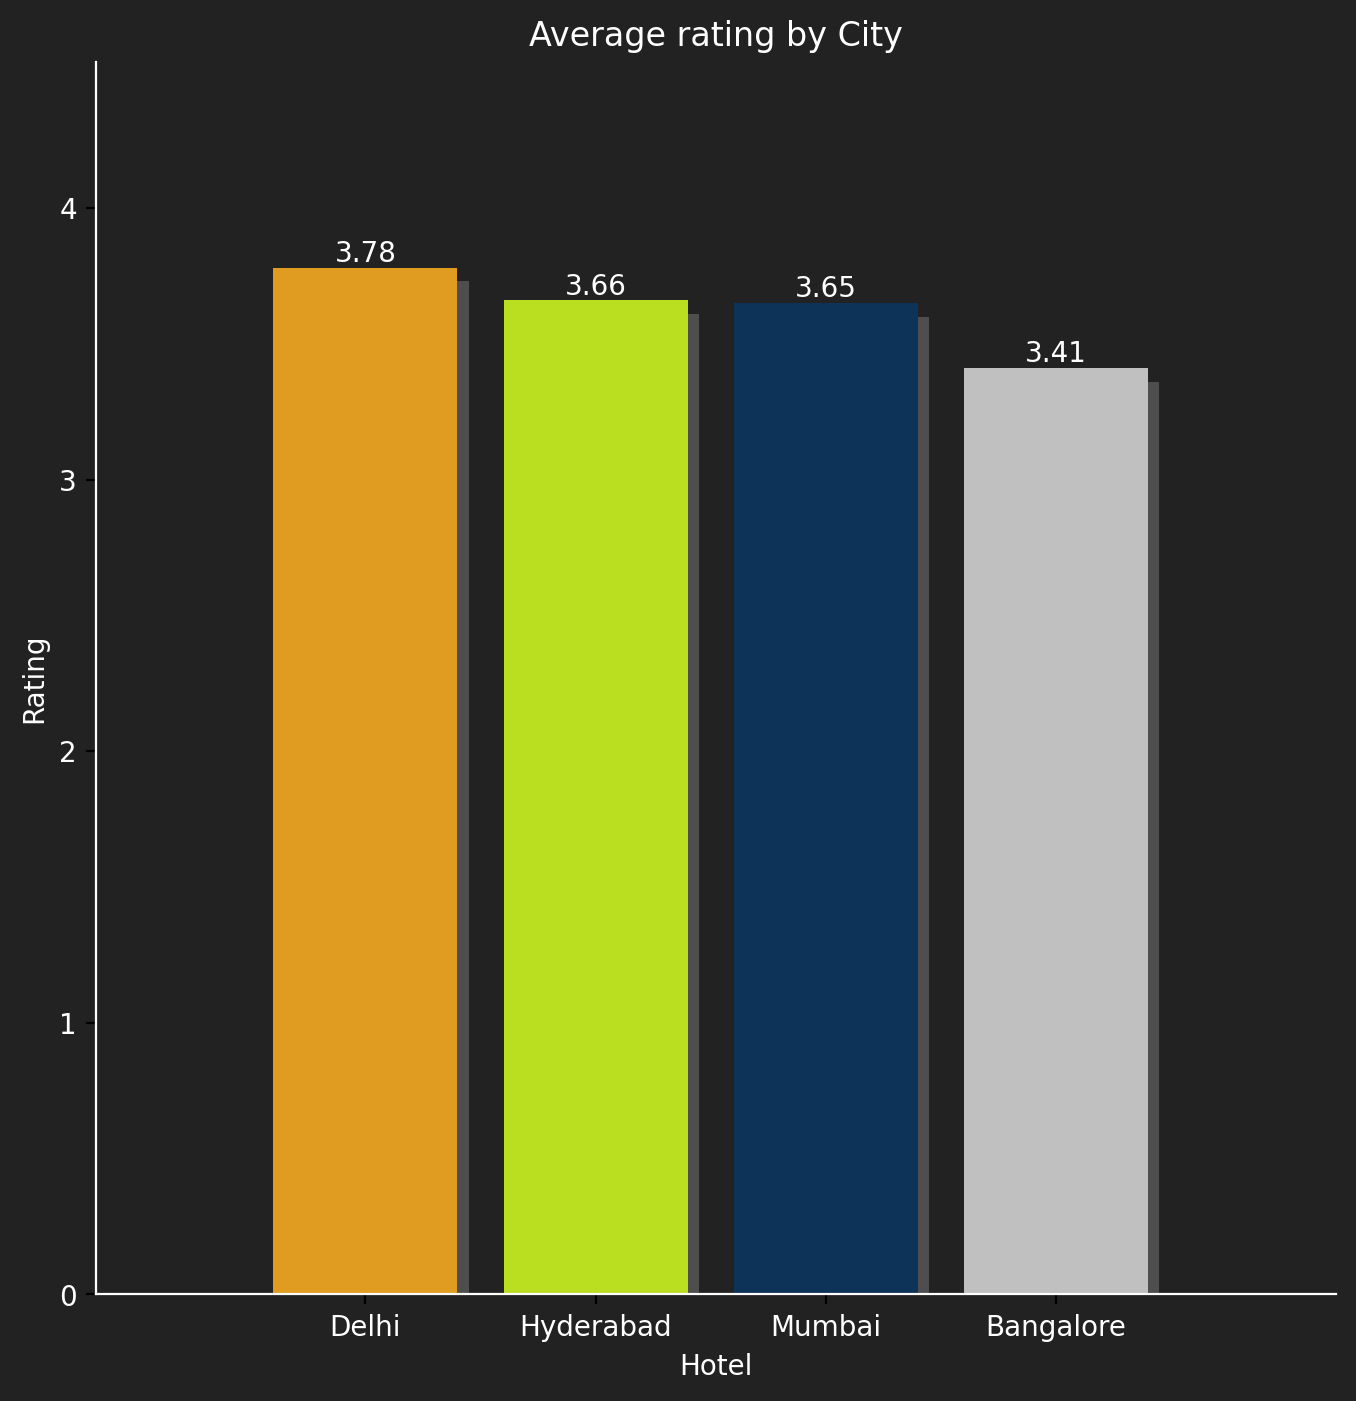 Average rating by City
4
3
2
1
0
Rating
3.78
3.66
3.65
3.41
Delhi
Hyderabad
Mumbai
Bangalore
Hotel